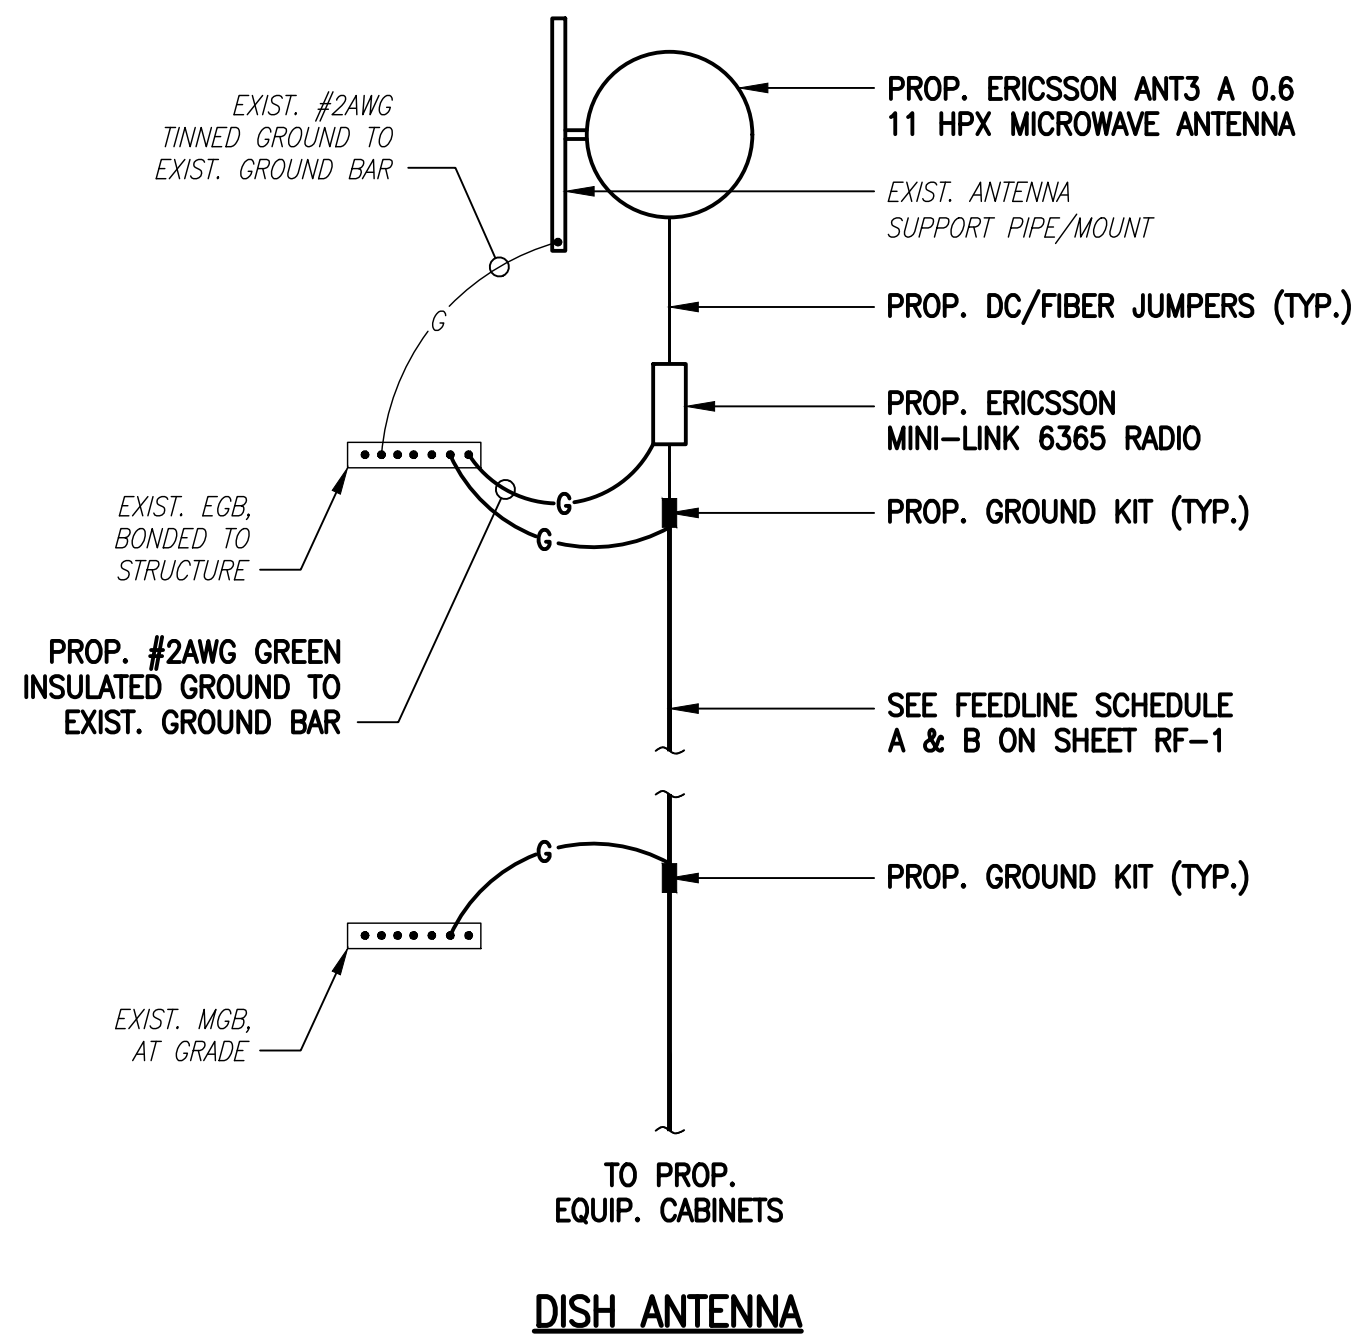 EXIST. #2AWG
TINNED GROUND TO
EXIST. GROUND BAR
PROP. ERICSSON ANT3 A 0.6
11 HPX MICROWAVE ANTENNA
EXIST. ANTENNA
SUPPORT PIPE/MOUNT
PROP. DC/FIBER JUMPERS (TYP.)
G
PROP. ERICSSON
MINI-LINK 6365 RADIO
EXIST. EGB,
BONDED TO
STRUCTURE
G
G
PROP. GROUND KIT (TYP.)
PROP. #2AWG GREEN
INSULATED GROUND TO
EXIST. GROUND BAR
SEE FEEDLINE SCHEDULE
A & B ON SHEET RF-1
G
PROP. GROUND KIT (TYP.)
EXIST. MGB,
AT GRADE
TO PROP.
EQUIP. CABINETS
DISH ANTENNA